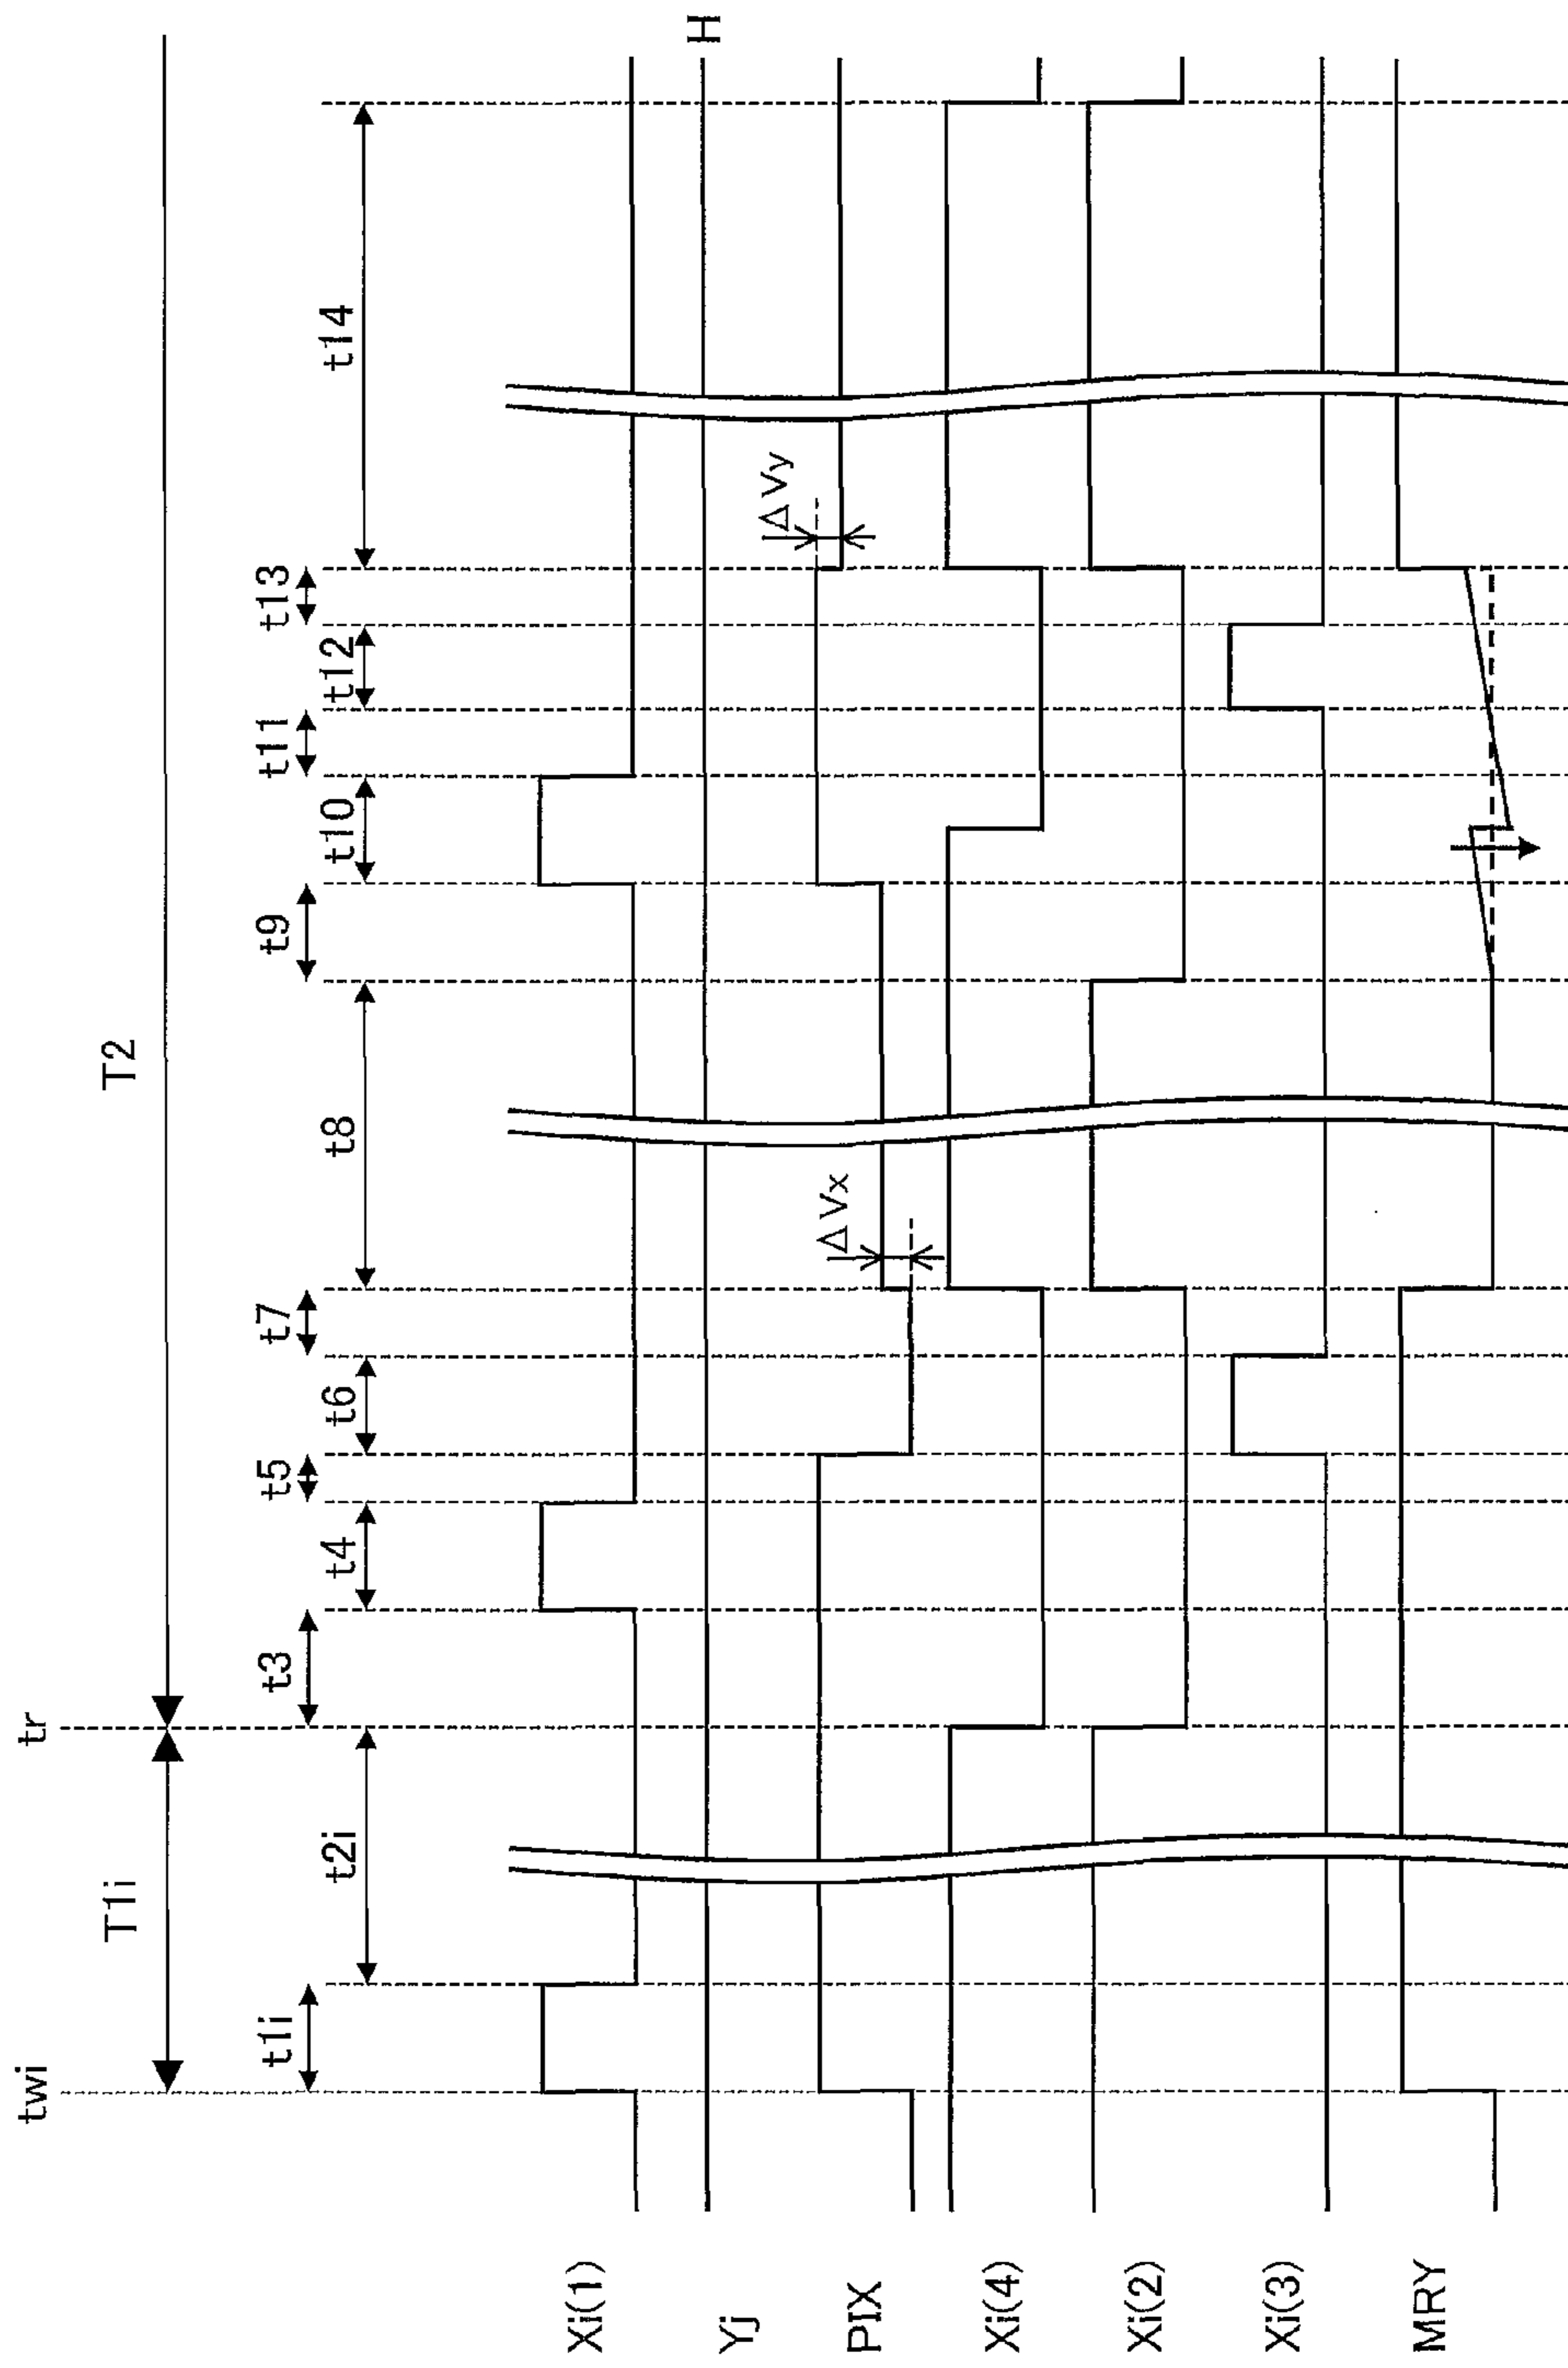 twi
tr
T1i
T2
t1i
t2i
t3
t4
t5
t6
t7
t8
t9
t10
t11
t12
t13
t14
Xi(1)
Yj
H
PIX
ΔVx
ΔVy
Xi(4)
Xi(2)
Xi(3)
MRY